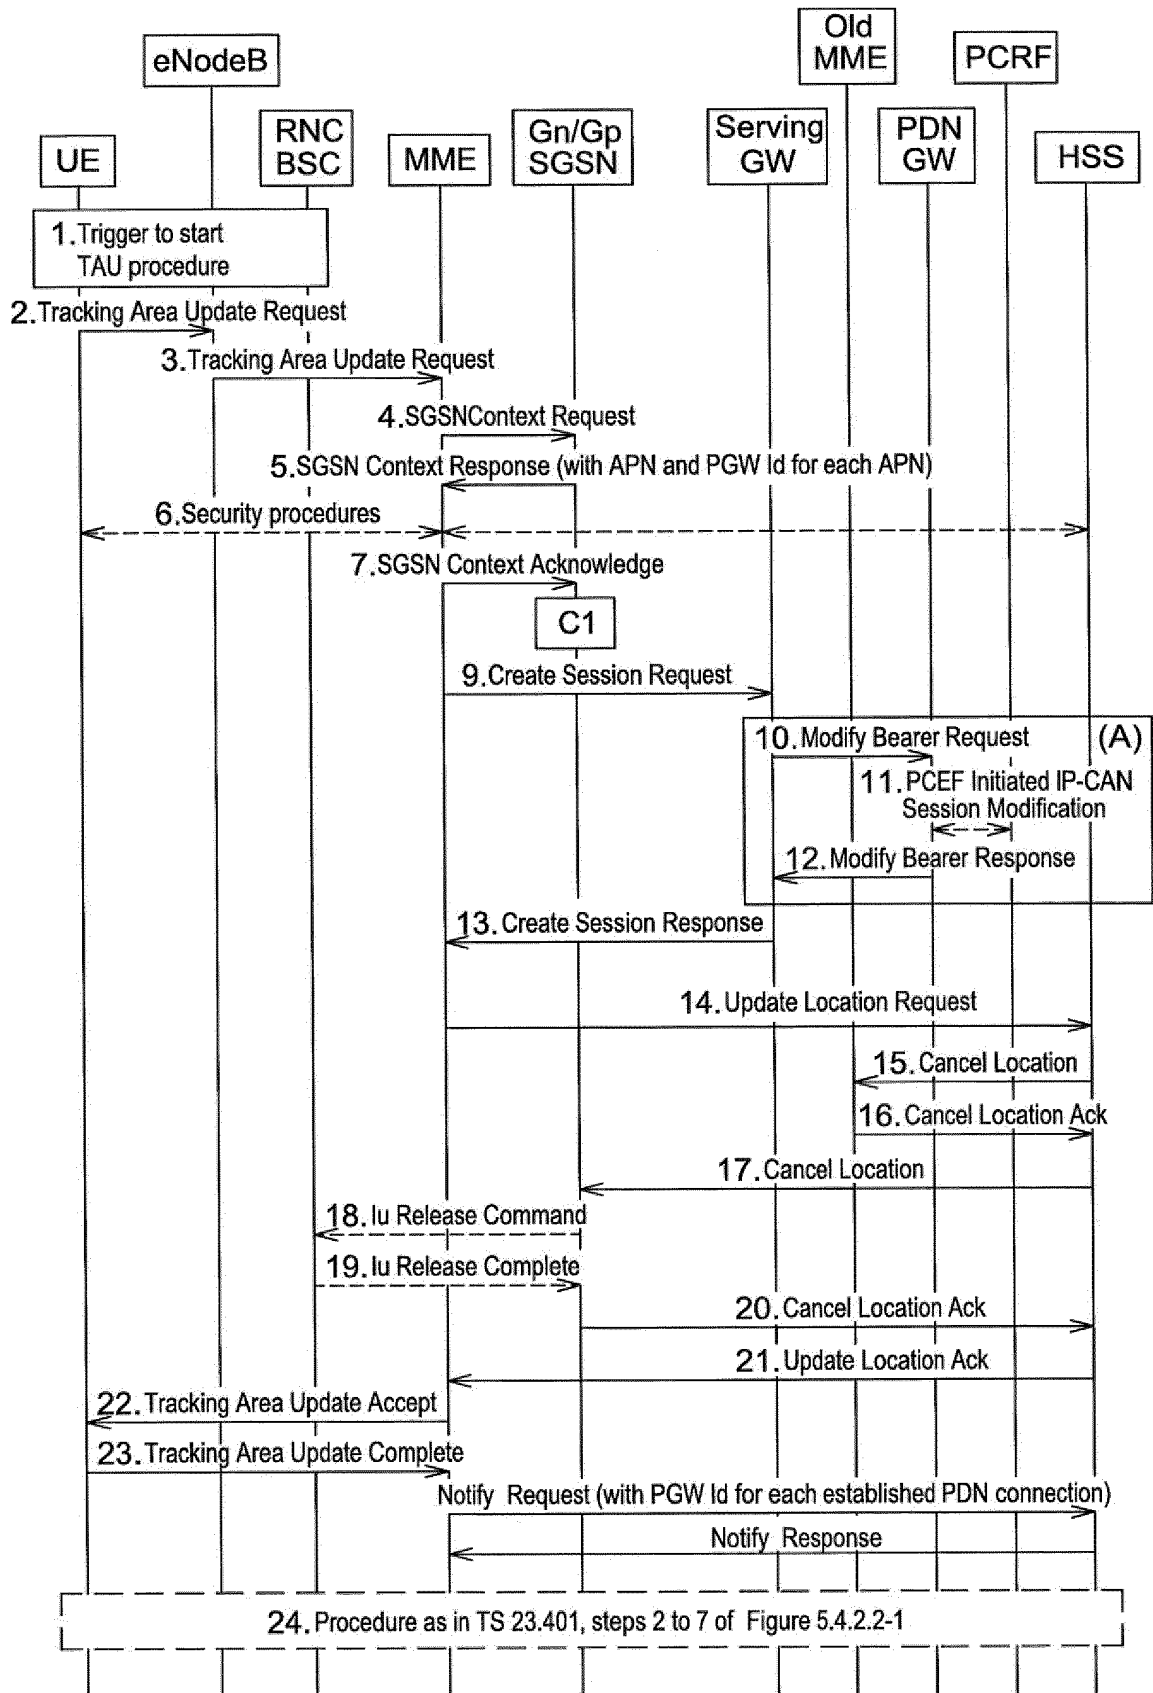 Old
MME
PCRF
eNodeB
RNC
BSC
Gn/Gp
SGSN
Serving
GW
PDN
GW
UE
MME
HSS
1.Trigger to start
TAU procedure
2.Tracking Area Update Request
3.Tracking Area Update Request
4.SGSNContext Request
5.SGSN Context Response (with APN and PGW Id for each APN)
6.Security procedures
7.SGSN Context Acknowledge
C1
9.Create Session Request
(A)
10.Modify Bearer Request
11.PCEF Initiated IP-CAN
Session Modification
12.Modify Bearer Response
13.Create Session Response
14.Update Location Request
15.Cancel Location
16.Cancel Location Ack
17.Cancel Location
18.Iu Release Command
19.Iu Release Complete
20.Cancel Location Ack
21.Update Location Ack
22.Tracking Area Update Accept
23.Tracking Area Update Complete
Notify Request (with PGW Id for each established PDN connection)
Notify Response
24.Procedure as in TS 23.401, steps 2 to 7 of Figure 5.4.2.2-1